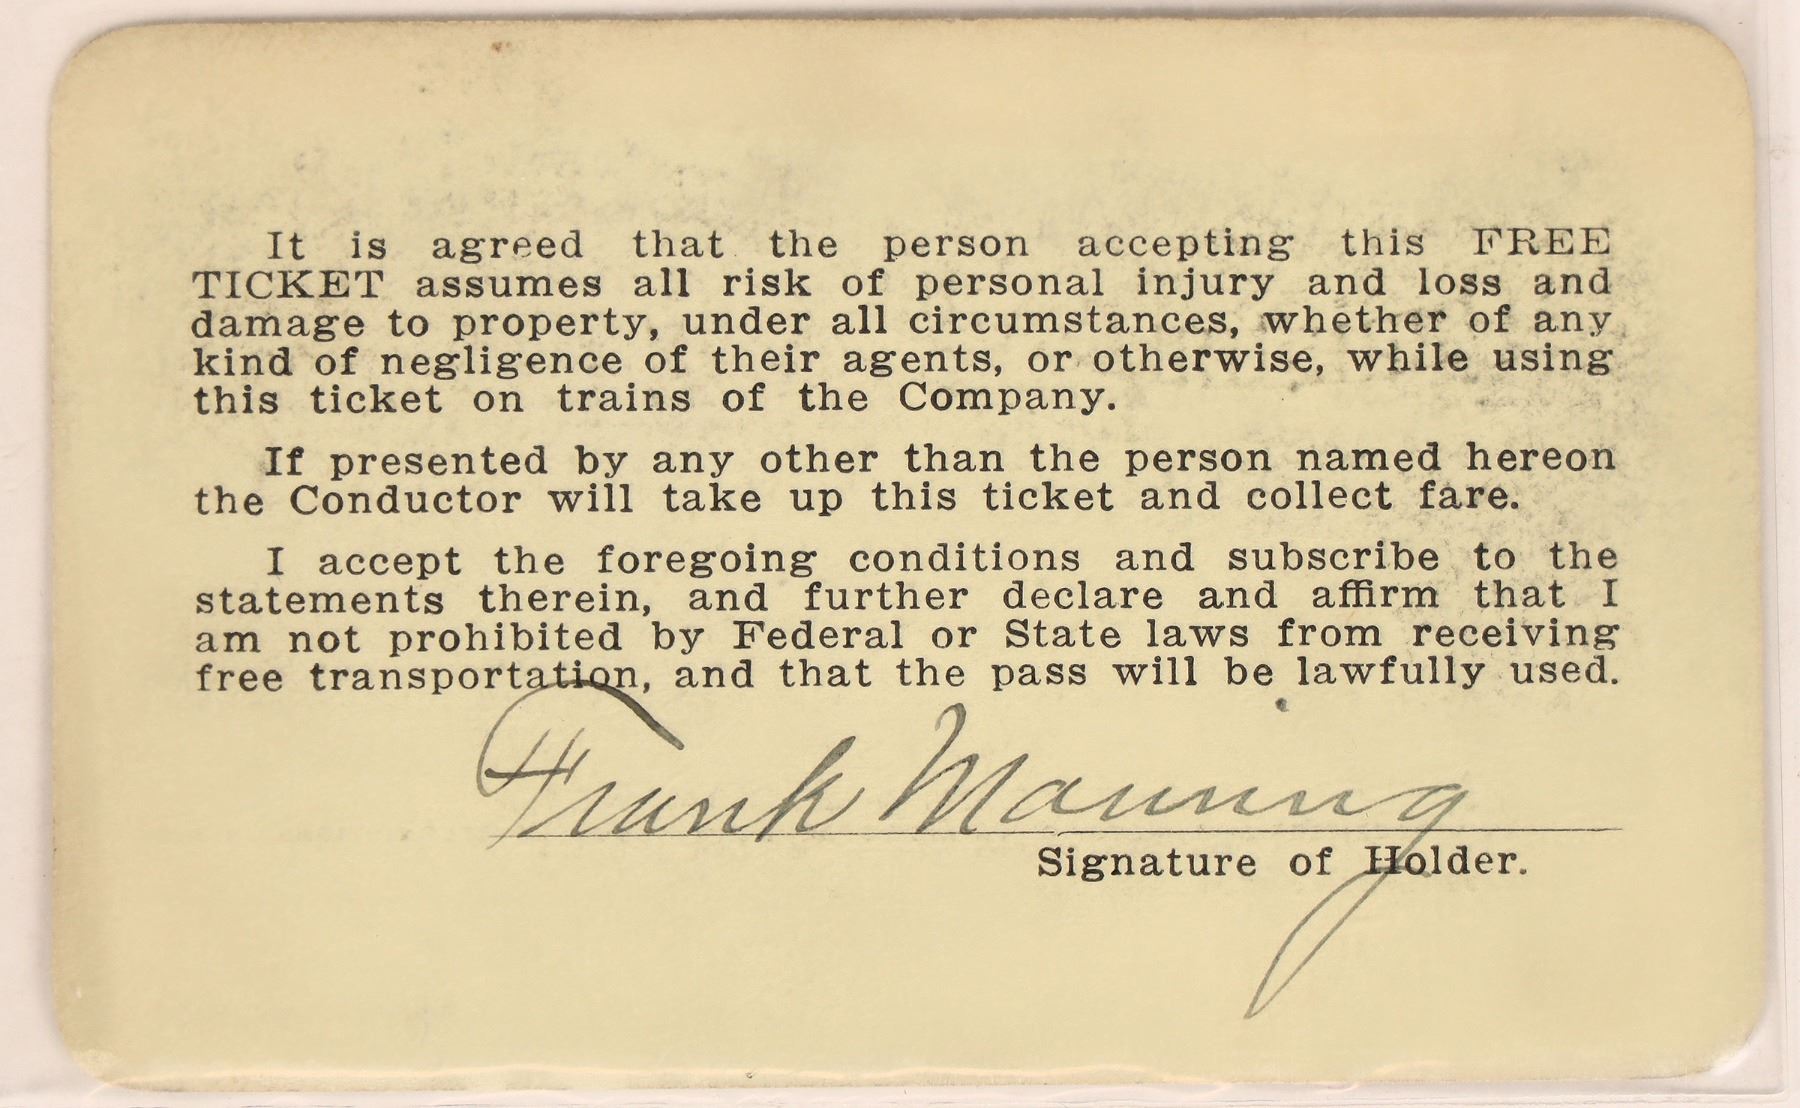 It is agreed that the person accepting this FREE
TICKET assumes all risk of personal injury and loss and
damage to property, under all circumstances, whether of any
kind of negligence of their agents, or otherwise, while using
this ticket on trains of the Company.
If presented by any other than the person named hereon
the Conductor will take up this ticket and collect fare.
I accept the foregoing conditions and subscribe to the
statements therein, and further declare and affirm that I
am not prohibited by Federal or State laws from receiving
free transportation, and that the pass will be lawfully used.
Frank Manning
Signature of Holder.